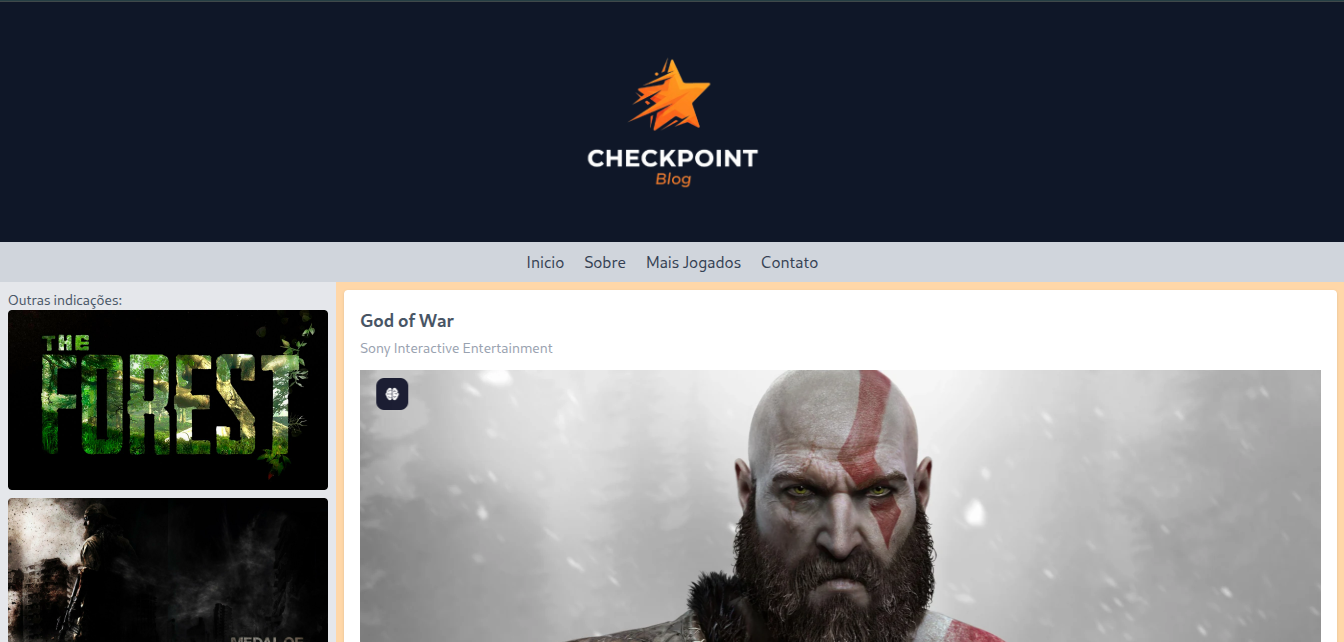 CHECKPOINT
Blog
Inicio Sobre Mais Jogados Contato
Outras indicações:
THE
FOREST
MEDAL OF
God of War
Sony Interactive Entertainment